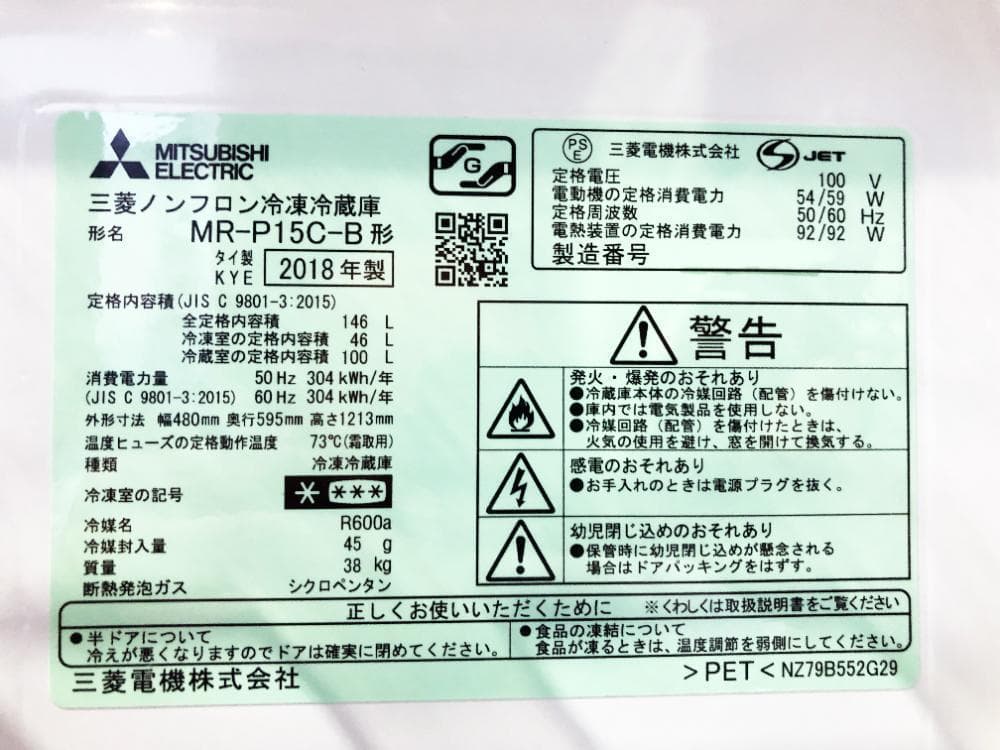 MITSUBISHI
ELECTRIC
三菱ノンフロン冷凍冷蔵庫
形名 MR-P15C-B 形
タイ製
KYE 2018 年製
定格内容積 (JIS C 9801-3:2015)
全定格内容積 146 L
冷凍室の定格内容積 46 L
冷蔵室の定格内容積 100 L
消費電力量 50 Hz 304 kWh/年
(JIS C 9801-3:2015) 60 Hz 304 kWh/年
外形寸法 幅480mm 奥行595mm 高さ1213mm
温度ヒューズの定格動作温度 73℃(霜取用)
種類 冷凍冷蔵庫
冷凍室の記号 * ***
冷媒名 R600a
冷媒封入量 45 g
質量 38 kg
断熱発泡ガス シクロペンタン
G
PS
E 三菱電機株式会社 S JET
定格電圧 100 V
電動機の定格消費電力 54/59 W
定格周波数 50/60 Hz
電熱装置の定格消費電力 92/92 W
製造番号
警告
発火・爆発のおそれあり
●冷蔵庫本体の冷媒回路（配管）を傷付けない。
●庫内では電気製品を使用しない。
●冷媒回路（配管）を傷付けたときは、
火気の使用を避け、窓を開けて換気する。
感電のおそれあり
●お手入れのときは電源プラグを抜く。
幼児閉じ込めのおそれあり
●保管時に幼児閉じ込めが懸念される
場合はドアパッキングをはずす。
正しくお使いいただくために ※くわしくは取扱説明書をご覧ください
●半ドアについて
冷えが悪くなりますのでドアは確実に閉めてください。
●食品の凍結について
食品が凍るときは、温度調節を弱側にしてください。
三菱電機株式会社
>PET< NZ79B552G29